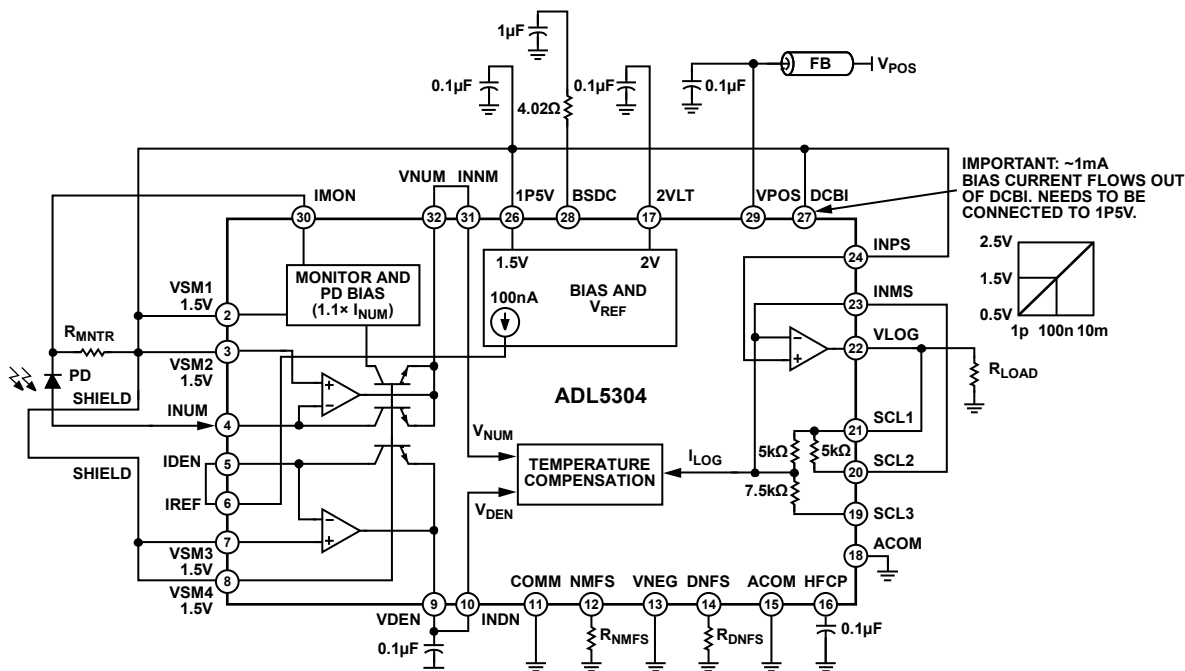 1µF
0.1µF
4.02Ω
0.1µF
0.1µF
FB
VPOS
IMPORTANT: ~1mA
BIAS CURRENT FLOWS OUT
OF DCBI. NEEDS TO BE
CONNECTED TO 1P5V.
IMON
VNUM INNM
1P5V
BSDC
2VLT
VPOS DCBI
30
32
31
26
28
17
29
27
INPS
24
2.5V
1.5V
0.5V
1p 100n 10m
MONITOR AND
PD BIAS
(1.1× INUM)
1.5V
2V
100nA
BIAS AND
VREF
VSM1
1.5V
2
INMS
23
RMNTR
3
VSM2
1.5V
VLOG
22
RLOAD
PD
SHIELD
INUM
4
+
–
–
+
ADL5304
SCL1
21
VNUM
SHIELD
IDEN
5
TEMPERATURE
COMPENSATION
ILOG
5kΩ
5kΩ
SCL2
20
IREF
6
VDEN
7.5kΩ
SCL3
19
7
VSM3
1.5V
–
+
ACOM
18
8
VSM4
1.5V
COMM NMFS VNEG DNFS ACOM HFCP
VDEN
9
10
INDN
11
12
13
14
15
16
0.1µF
RNMFS
RDNFS
0.1µF